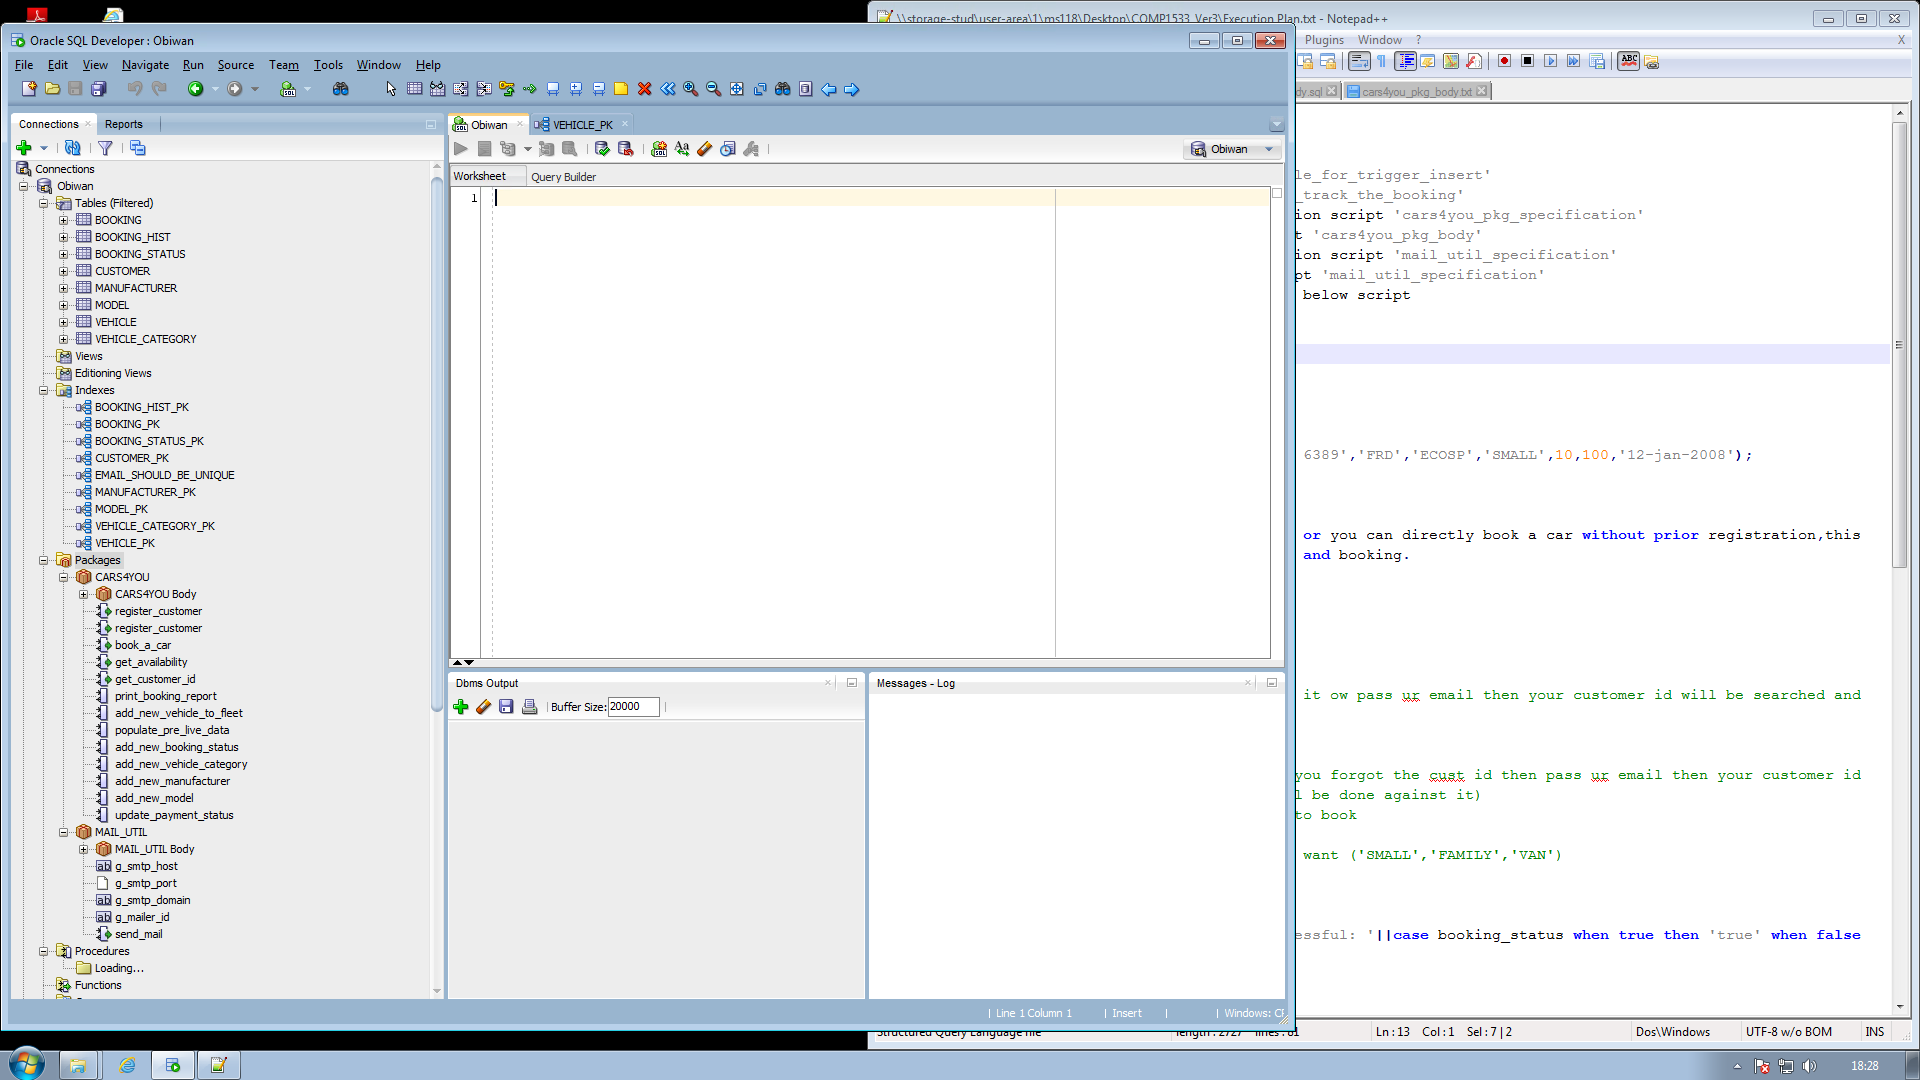 \\storage-stud\user-area\1\ms118\Desktop\COMP1533_Ver3\Execution Plan.txt - Notepad++
Oracle SQL Developer : Obiwan
Plugins Window ?
X
File Edit View Navigate Run Source Team Tools Window Help
dy.sql cars4you_pkg_body.txt
Connections Reports
Obiwan VEHICLE_PK
Obiwan
Worksheet Query Builder
1
Connections
Obiwan
Tables (Filtered)
BOOKING
BOOKING_HIST
BOOKING_STATUS
CUSTOMER
MANUFACTURER
MODEL
VEHICLE
VEHICLE_CATEGORY
Views
Editioning Views
Indexes
BOOKING_HIST_PK
BOOKING_PK
BOOKING_STATUS_PK
CUSTOMER_PK
EMAIL_SHOULD_BE_UNIQUE
MANUFACTURER_PK
MODEL_PK
VEHICLE_CATEGORY_PK
VEHICLE_PK
Packages
CARS4YOU
CARS4YOU Body
register_customer
register_customer
book_a_car
get_availability
get_customer_id
print_booking_report
add_new_vehicle_to_fleet
populate_pre_live_data
add_new_booking_status
add_new_vehicle_category
add_new_manufacturer
add_new_model
update_payment_status
MAIL_UTIL
MAIL_UTIL Body
g_smtp_host
g_smtp_port
g_smtp_domain
g_mailer_id
send_mail
Procedures
Loading...
Functions
Dbms Output
Buffer Size: 20000
Messages - Log
Line 1 Column 1 Insert Windows: CR
le_for_trigger_insert'
_track_the_booking'
ion script 'cars4you_pkg_specification'
t 'cars4you_pkg_body'
ion script 'mail_util_specification'
pt 'mail_util_specification'
below script
6389','FRD','ECOSP','SMALL',10,100,'12-jan-2008');
or you can directly book a car without prior registration,this
and booking.
it ow pass ur email then your customer id will be searched and
you forgot the cust id then pass ur email then your customer id
l be done against it)
to book
want ('SMALL','FAMILY','VAN')
essful: '||case booking_status when true then 'true' when false
Structured Query Language file length : 2727 lines : 61 Ln:13 Col:1 Sel:7|2 Dos\Windows UTF-8 w/o BOM INS
18:28